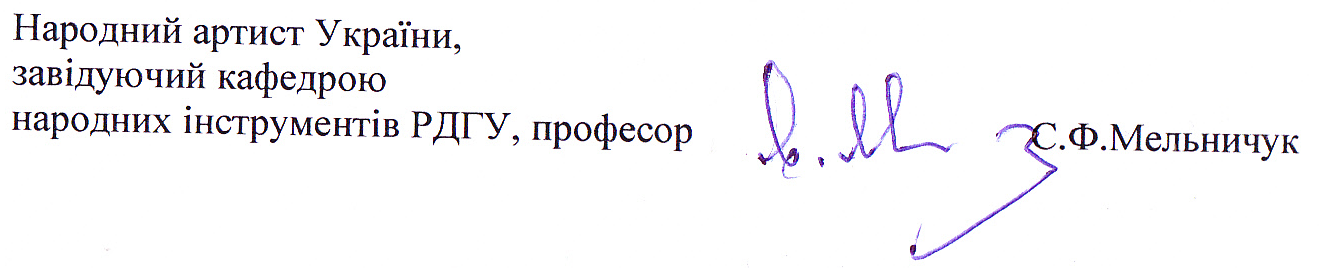 Народний артист України,
завідуючий кафедрою
народних інструментів РДГУ, професор С.Ф.Мельничук